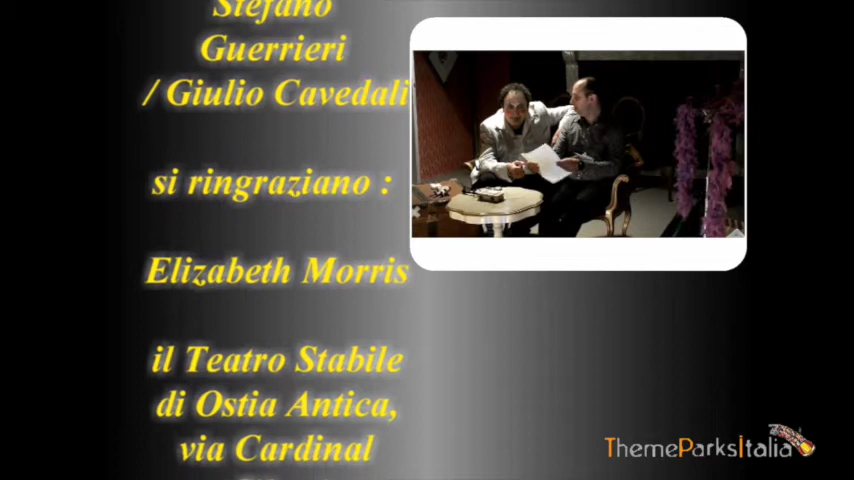 Stefano
Guerrieri
/ Giulio Cavedali
si ringraziano :
Elizabeth Morris
il Teatro Stabile
di Ostia Antica,
via Cardinal
ThemeParksItalia